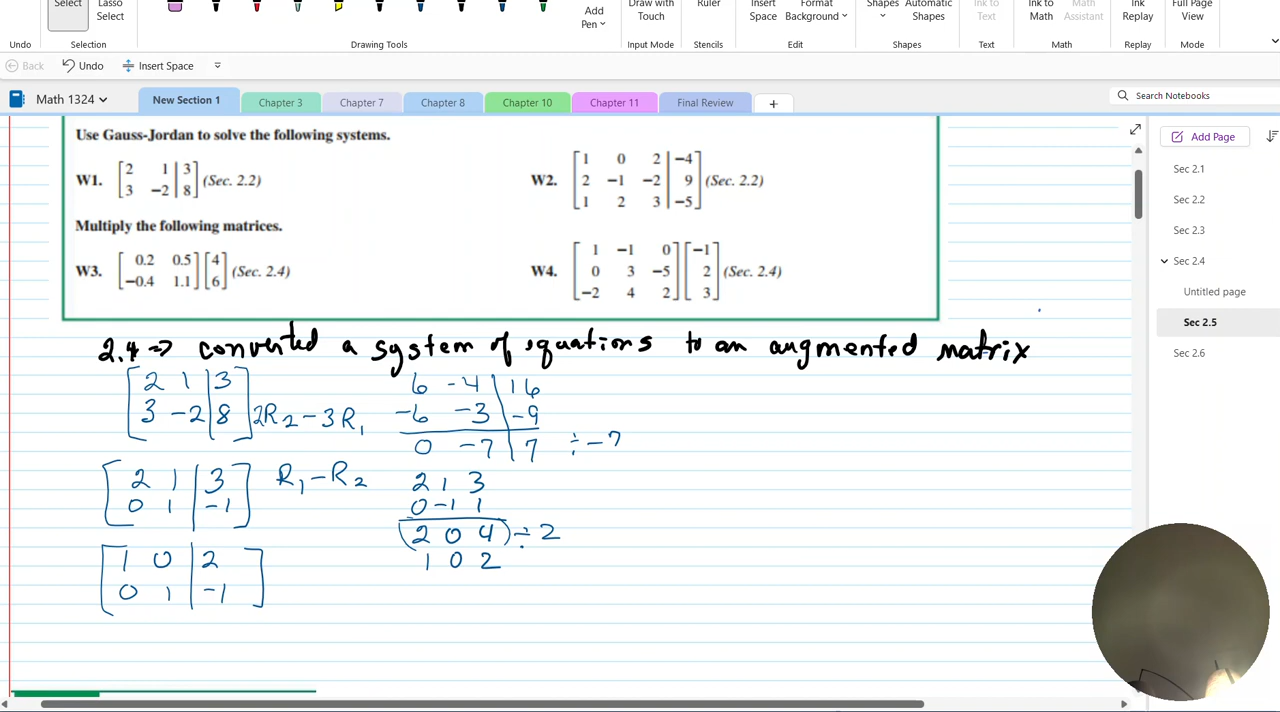 Select
Lasso
Select
Add
Pen
Draw with
Touch
Ruler
Insert
Space
Format
Background
Shapes
Automatic
Shapes
Ink to
Text
Ink to
Math
Math
Assistant
Ink
Replay
Full Page
View
Undo
Selection
Drawing Tools
Input Mode
Stencils
Edit
Shapes
Text
Math
Replay
Mode
Back Undo Insert Space
Math 1324
New Section 1 Chapter 3 Chapter 7 Chapter 8 Chapter 10 Chapter 11 Final Review +
Search Notebooks
Add Page
Sec 2.1
Sec 2.2
Sec 2.3
Sec 2.4
Untitled page
Sec 2.5
Sec 2.6
Use Gauss-Jordan to solve the following systems.
W1. [2 1 | 3
3 −2 | 8] (Sec. 2.2)
W2. [1 0 2 | −4
2 −1 −2 | 9
1 2 3 | −5] (Sec. 2.2)
Multiply the following matrices.
W3. [0.2 0.5
−0.4 1.1] [4
6] (Sec. 2.4)
W4. [1 −1 0
0 3 −5
−2 4 2] [−1
2
3] (Sec. 2.4)
2.4 ⇒ converted a system of equations to an augmented matrix
[2 1 | 3
3 −2 | 8] 2R₂ − 3R₁
6 −4 | 16
−6 −3 | −9
0 −7 | 7 ÷ −7
[2 1 | 3
0 1 | −1] R₁ − R₂
2 1 3
0 −1 1
(2 0 4) ÷ 2
1 0 2
[1 0 | 2
0 1 | −1]